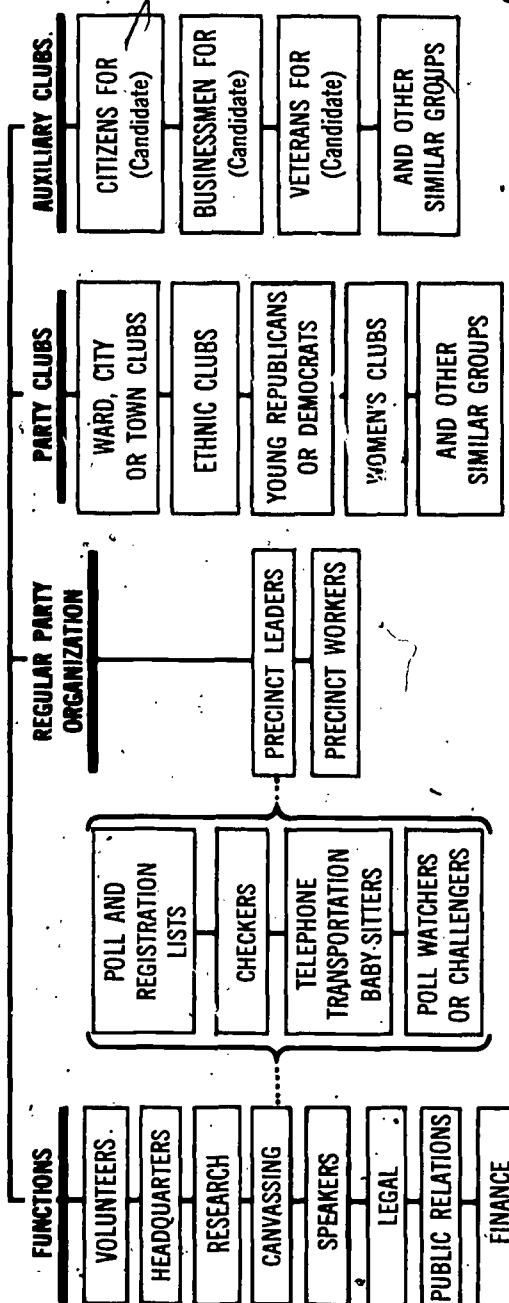 FUNCTIONS
VOLUNTEERS
HEADQUARTERS
RESEARCH
CANVASSING
SPEAKERS
LEGAL
PUBLIC RELATIONS
FINANCE
POLL AND
REGISTRATION
LISTS
CHECKERS
TELEPHONE
TRANSPORTATION
BABY-SITTERS
POLL WATCHERS
OR CHALLENGERS
REGULAR PARTY
ORGANIZATION
PRECINCT LEADERS
PRECINCT WORKERS
PARTY CLUBS
WARD, CITY
OR TOWN CLUBS
ETHNIC CLUBS
YOUNG REPUBLICANS
OR DEMOCRATS
WOMEN'S CLUBS
AND OTHER
SIMILAR GROUPS
AUXILIARY CLUBS.
CITIZENS FOR
(Candidate)
BUSINESSMEN FOR
(Candidate)
VETERANS FOR
(Candidate)
AND OTHER
SIMILAR GROUPS